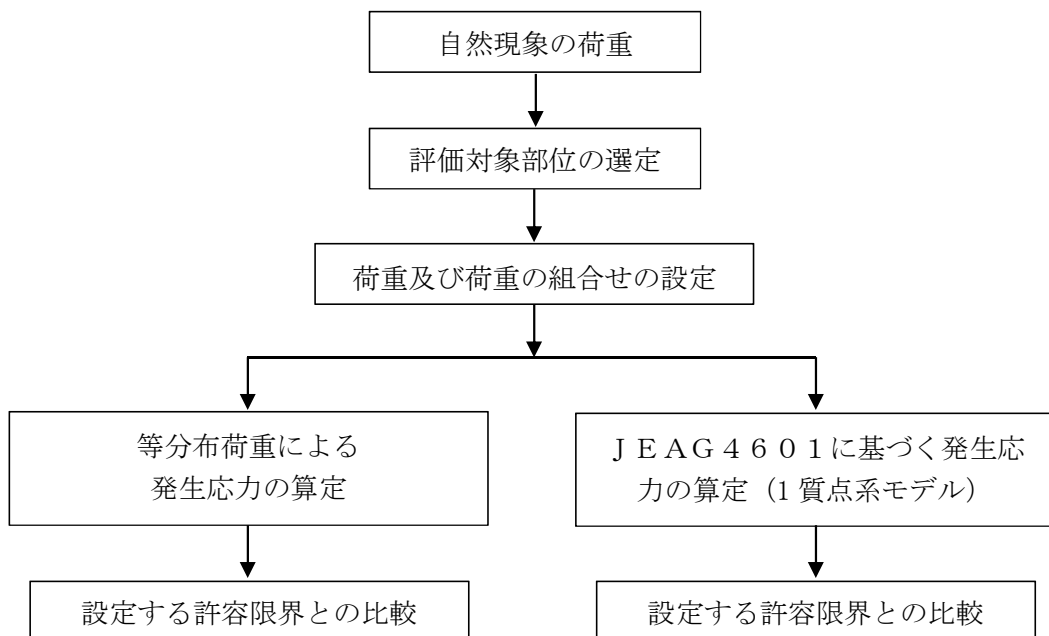 自然現象の荷重
評価対象部位の選定
荷重及び荷重の組合せの設定
等分布荷重による
発生応力の算定
ＪＥＡＧ４６０１に基づく発生応
力の算定（1 質点系モデル）
設定する許容限界との比較
設定する許容限界との比較